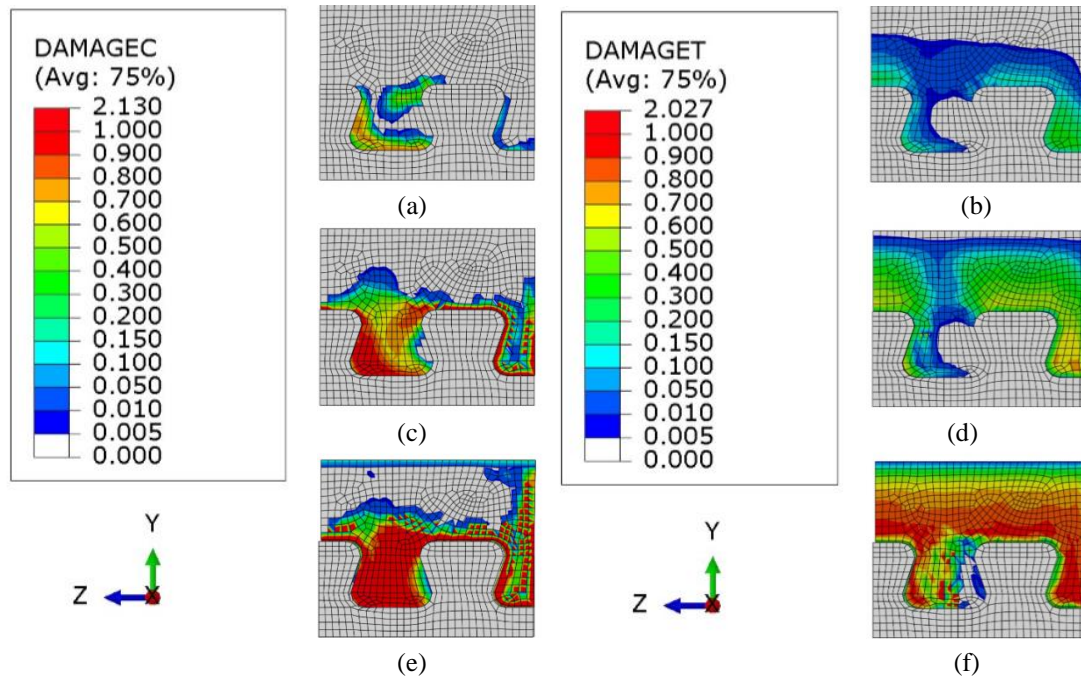 DAMAGEC
(Avg: 75%)
2.130
1.000
0.900
0.800
0.700
0.600
0.500
0.400
0.300
0.200
0.150
0.100
0.050
0.010
0.005
0.000
Y
Z
X
(a)
(c)
(e)
DAMAGET
(Avg: 75%)
2.027
1.000
0.900
0.800
0.700
0.600
0.500
0.400
0.300
0.200
0.150
0.100
0.050
0.010
0.005
0.000
Y
Z
X
(b)
(d)
(f)